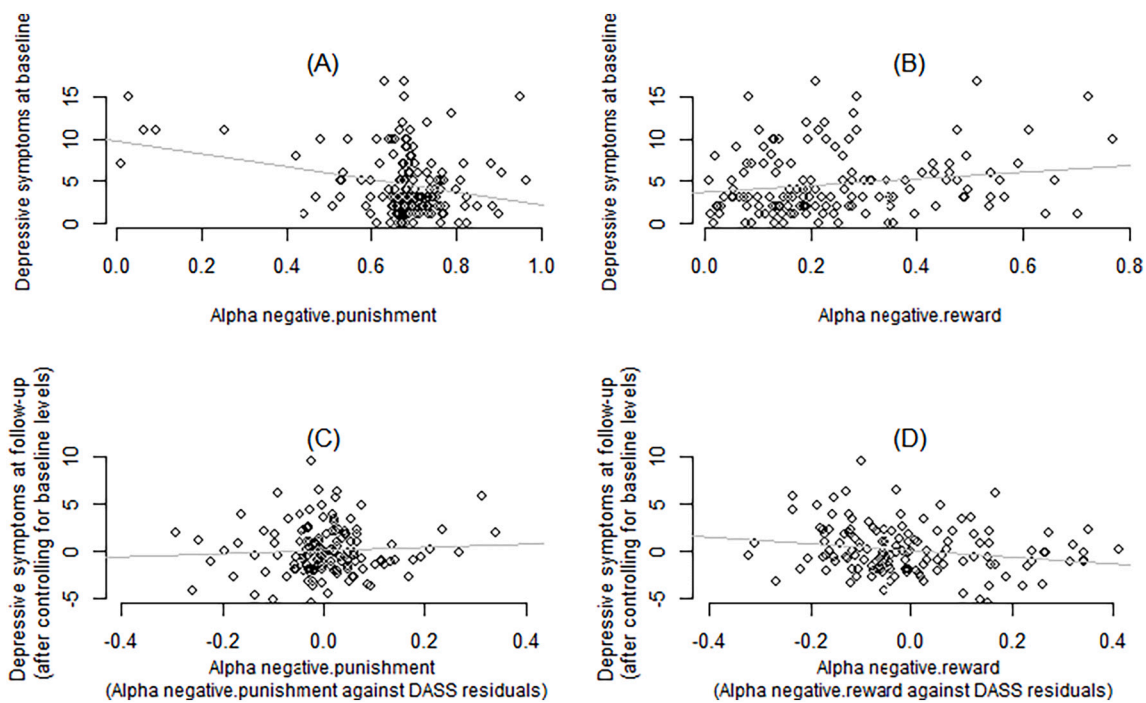 (A)
Depressive symptoms at baseline
15
10
5
0
0.0 0.2 0.4 0.6 0.8 1.0
Alpha negative.punishment
(B)
Depressive symptoms at baseline
15
10
5
0
0.0 0.2 0.4 0.6 0.8
Alpha negative.reward
(C)
Depressive symptoms at follow-up
(after controlling for baseline levels)
10
5
0
-5
-0.4 -0.2 0.0 0.2 0.4
Alpha negative.punishment
(Alpha negative.punishment against DASS residuals)
(D)
Depressive symptoms at follow-up
(after controlling for baseline levels)
10
5
0
-5
-0.4 -0.2 0.0 0.2 0.4
Alpha negative.reward
(Alpha negative.reward against DASS residuals)